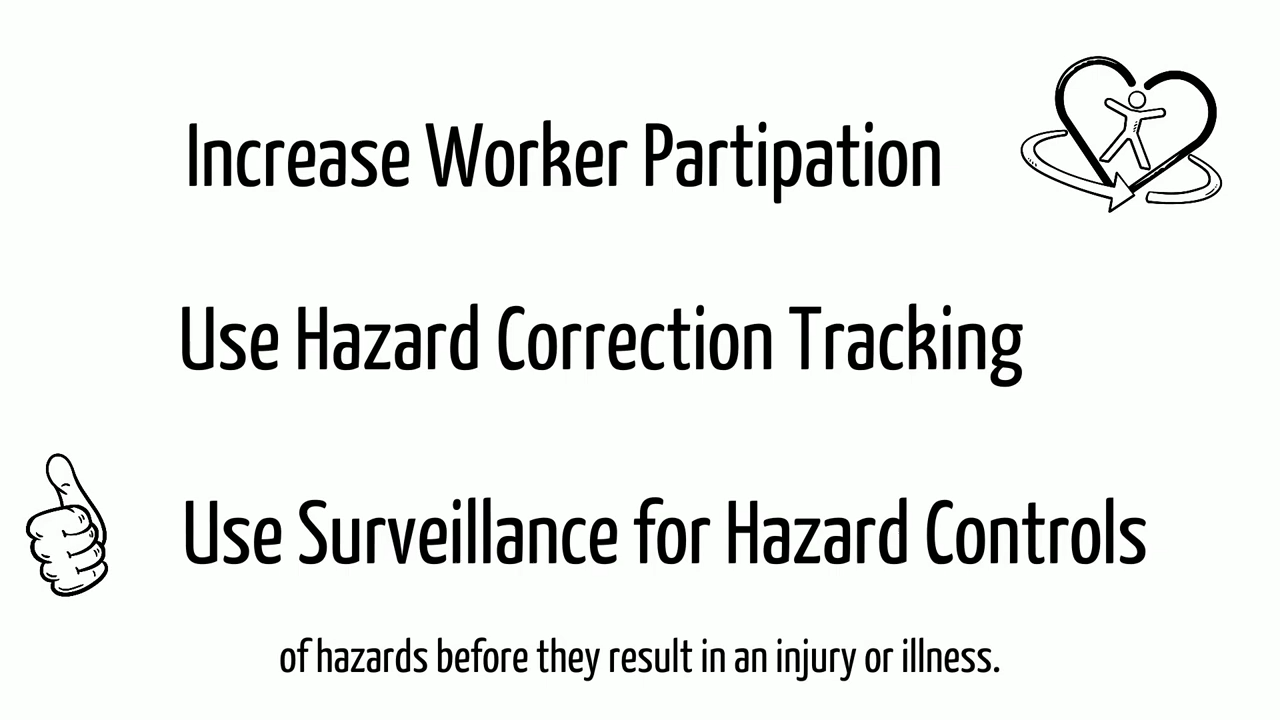 Increase Worker Partipation
Use Hazard Correction Tracking
Use Surveillance for Hazard Controls
of hazards before they result in an injury or illness.